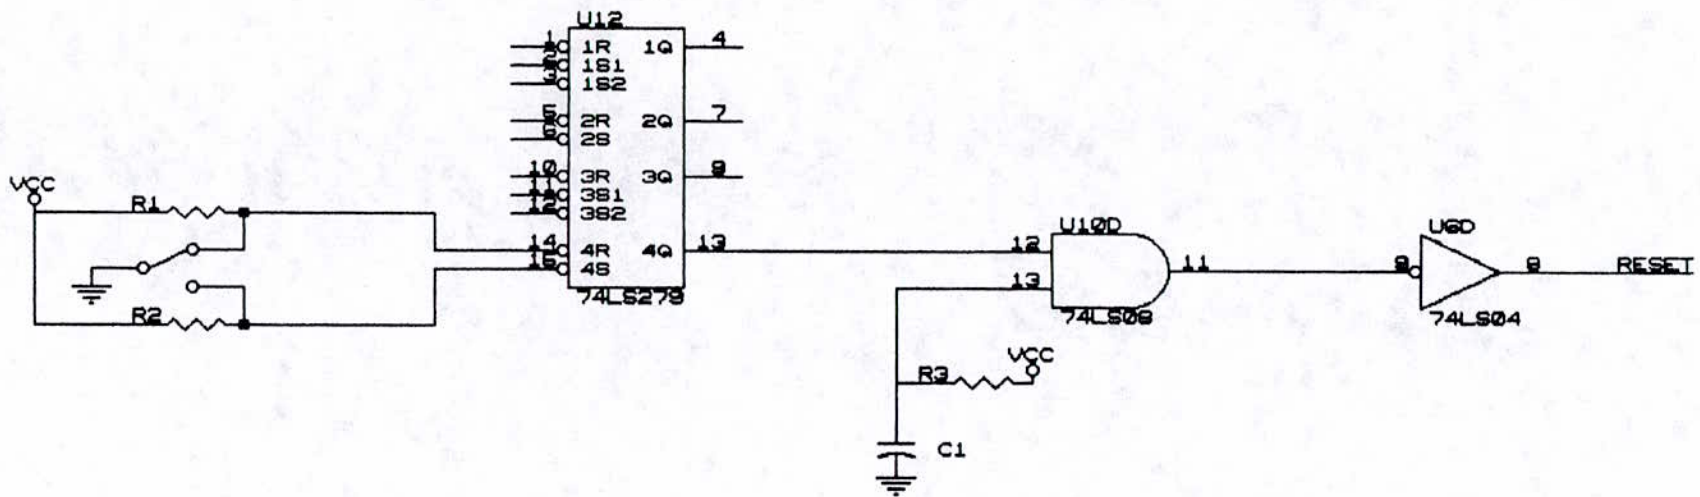 U12
1 1R 1Q 4
2 1S1
3 1S2
5 2R 2Q 7
6 2S
10 3R 3Q 9
11 3S1
12 3S2
14 4R 4Q 13
15 4S
74LS279
VCC
R1
R2
U10D
12
13
11
74LS08
R3
VCC
C1
U6D
9
8
74LS04
RESET